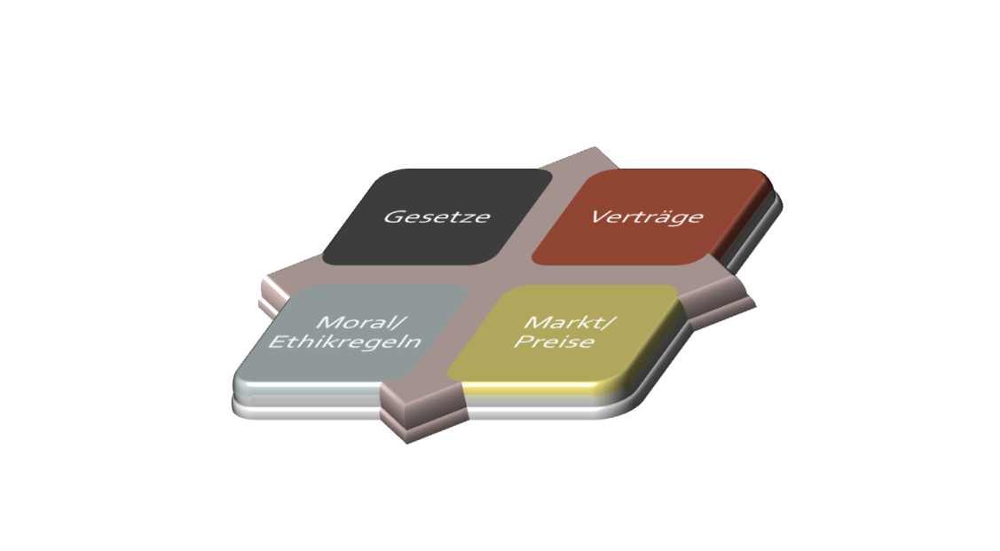 Gesetze
Verträge
Moral/
Ethikregeln
Markt/
Preise